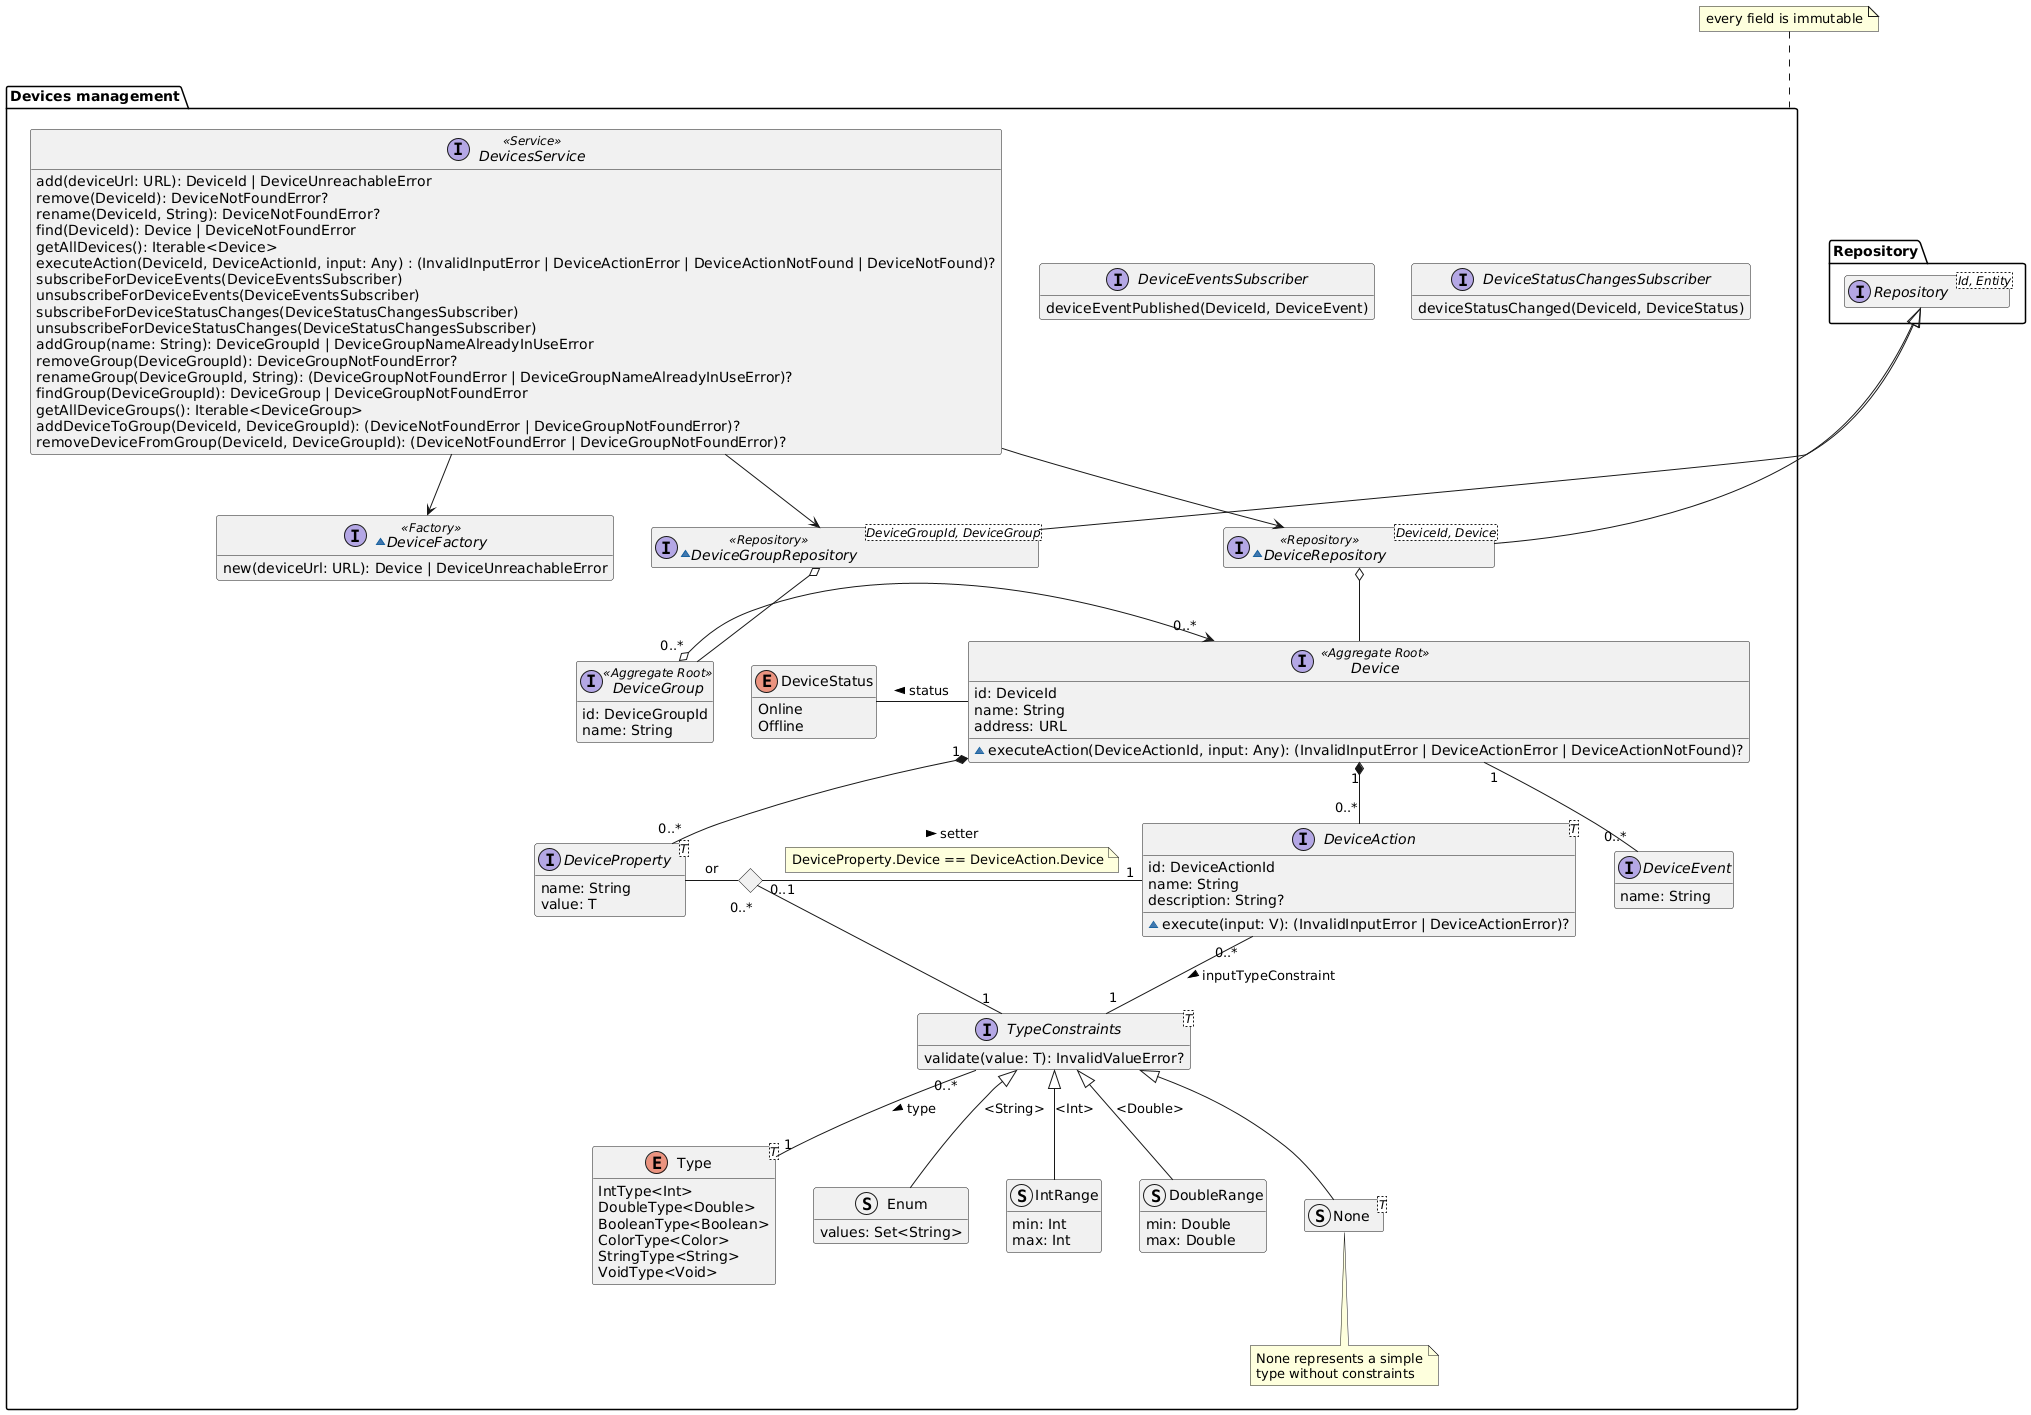 every field is immutable
Devices management
«Service»
DevicesService
add(deviceUrl: URL): DeviceId | DeviceUnreachableError
remove(DeviceId): DeviceNotFoundError?
rename(DeviceId, String): DeviceNotFoundError?
find(DeviceId): Device | DeviceNotFoundError
getAllDevices(): Iterable<Device>
executeAction(DeviceId, DeviceActionId, input: Any) : (InvalidInputError | DeviceActionError | DeviceActionNotFound | DeviceNotFound)?
subscribeForDeviceEvents(DeviceEventsSubscriber)
unsubscribeForDeviceEvents(DeviceEventsSubscriber)
subscribeForDeviceStatusChanges(DeviceStatusChangesSubscriber)
unsubscribeForDeviceStatusChanges(DeviceStatusChangesSubscriber)
addGroup(name: String): DeviceGroupId | DeviceGroupNameAlreadyInUseError
removeGroup(DeviceGroupId): DeviceGroupNotFoundError?
renameGroup(DeviceGroupId, String): (DeviceGroupNotFoundError | DeviceGroupNameAlreadyInUseError)?
findGroup(DeviceGroupId): DeviceGroup | DeviceGroupNotFoundError
getAllDeviceGroups(): Iterable<DeviceGroup>
addDeviceToGroup(DeviceId, DeviceGroupId): (DeviceNotFoundError | DeviceGroupNotFoundError)?
removeDeviceFromGroup(DeviceId, DeviceGroupId): (DeviceNotFoundError | DeviceGroupNotFoundError)?
I
DeviceEventsSubscriber
I
deviceEventPublished(DeviceId, DeviceEvent)
DeviceStatusChangesSubscriber
I
deviceStatusChanged(DeviceId, DeviceStatus)
Repository
I
Repository
Id, Entity
I
«Factory»
DeviceFactory
new(deviceUrl: URL): Device | DeviceUnreachableError
I
«Repository»
DeviceGroupRepository
DeviceGroupId, DeviceGroup
I
«Repository»
DeviceRepository
DeviceId, Device
0..*
0..*
I
«Aggregate Root»
DeviceGroup
id: DeviceGroupId
name: String
E
DeviceStatus
Online
Offline
status
I
«Aggregate Root»
Device
id: DeviceId
name: String
address: URL
executeAction(DeviceActionId, input: Any): (InvalidInputError | DeviceActionError | DeviceActionNotFound)?
1
1
1
0..*
0..*
0..*
I
DeviceProperty
T
name: String
value: T
or
setter
DeviceProperty.Device == DeviceAction.Device
0..1
0..*
1
I
DeviceAction
T
id: DeviceActionId
name: String
description: String?
execute(input: V): (InvalidInputError | DeviceActionError)?
I
DeviceEvent
name: String
0..*
inputTypeConstraint
1
1
I
TypeConstraints
T
validate(value: T): InvalidValueError?
0..*
type
1
<String>
<Int>
<Double>
E
Type
T
IntType<Int>
DoubleType<Double>
BooleanType<Boolean>
ColorType<Color>
StringType<String>
VoidType<Void>
S
Enum
values: Set<String>
S
IntRange
min: Int
max: Int
S
DoubleRange
min: Double
max: Double
S
None
T
None represents a simple
type without constraints